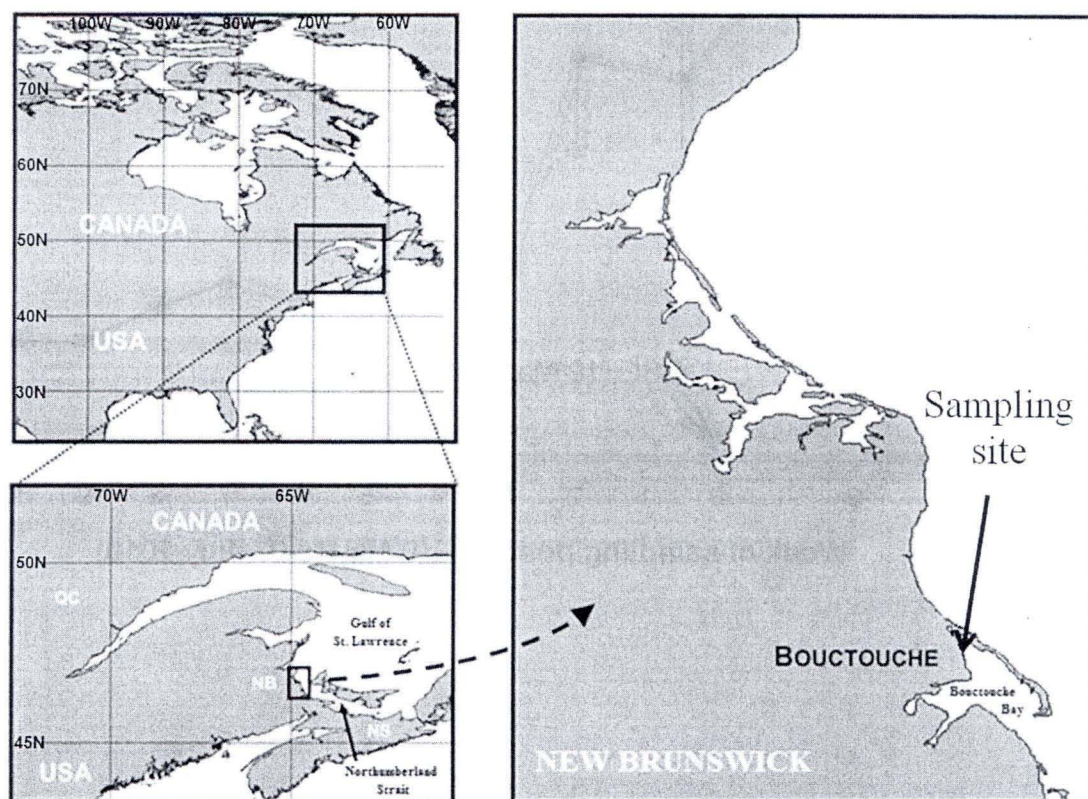 100W 90W 80W 70W 60W
70N
60N
CANADA
50N
40N
USA
30N
70W 65W
CANADA
50N
QC
Gulf of
St. Lawrence
NB
NS
45N
USA
Northumberland
Strait
Sampling
site
BOUCTOUCHE
Bouctouche
Bay
NEW BRUNSWICK